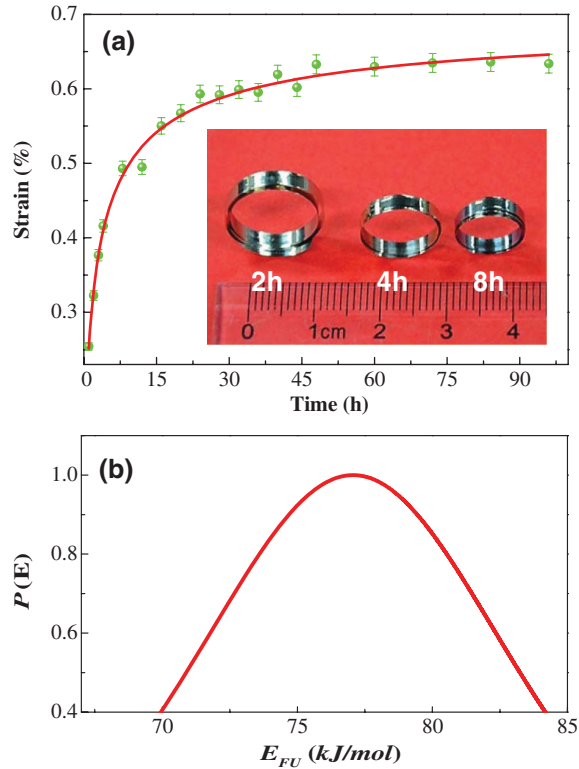 (a)
Strain (%)
0.7
0.6
0.5
0.4
0.3
2h 4h 8h
0 1cm 2 3 4
0 15 30 45 60 75 90
Time (h)
(b)
P(E)
1.0
0.8
0.6
0.4
70 75 80 85
E_FU (kJ/mol)